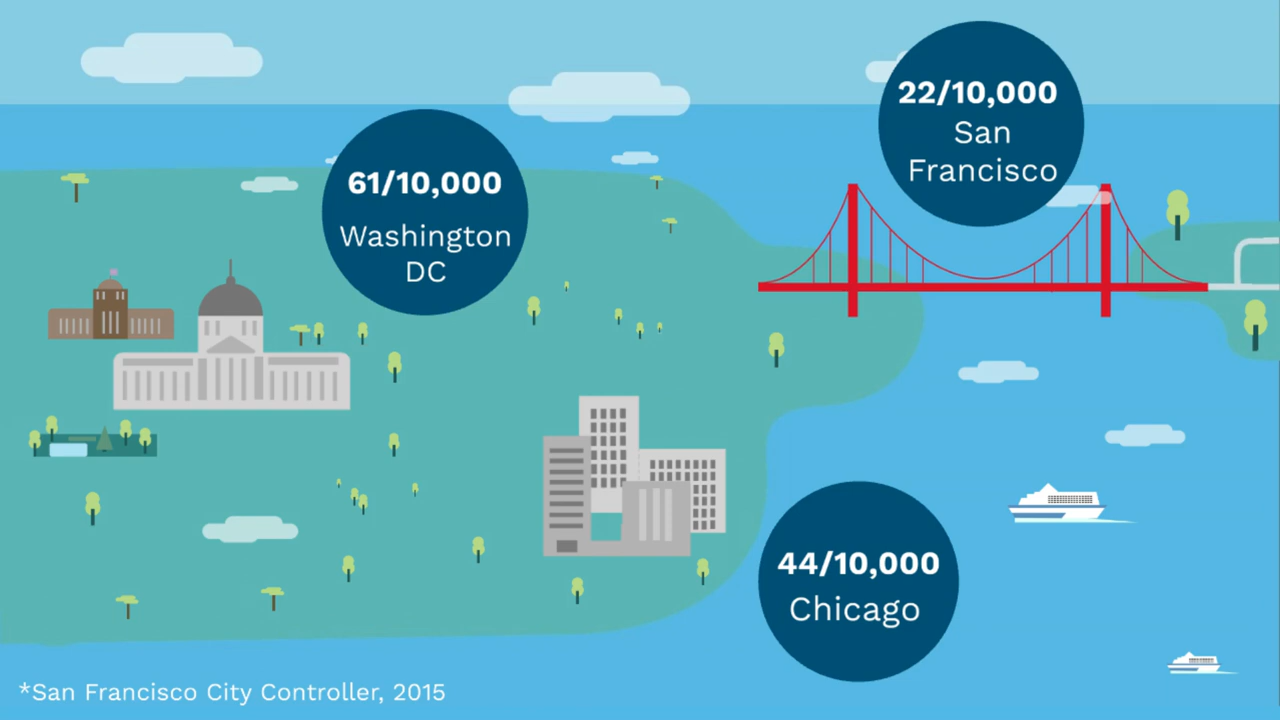 61/10,000
Washington
DC
22/10,000
San
Francisco
44/10,000
Chicago
*San Francisco City Controller, 2015